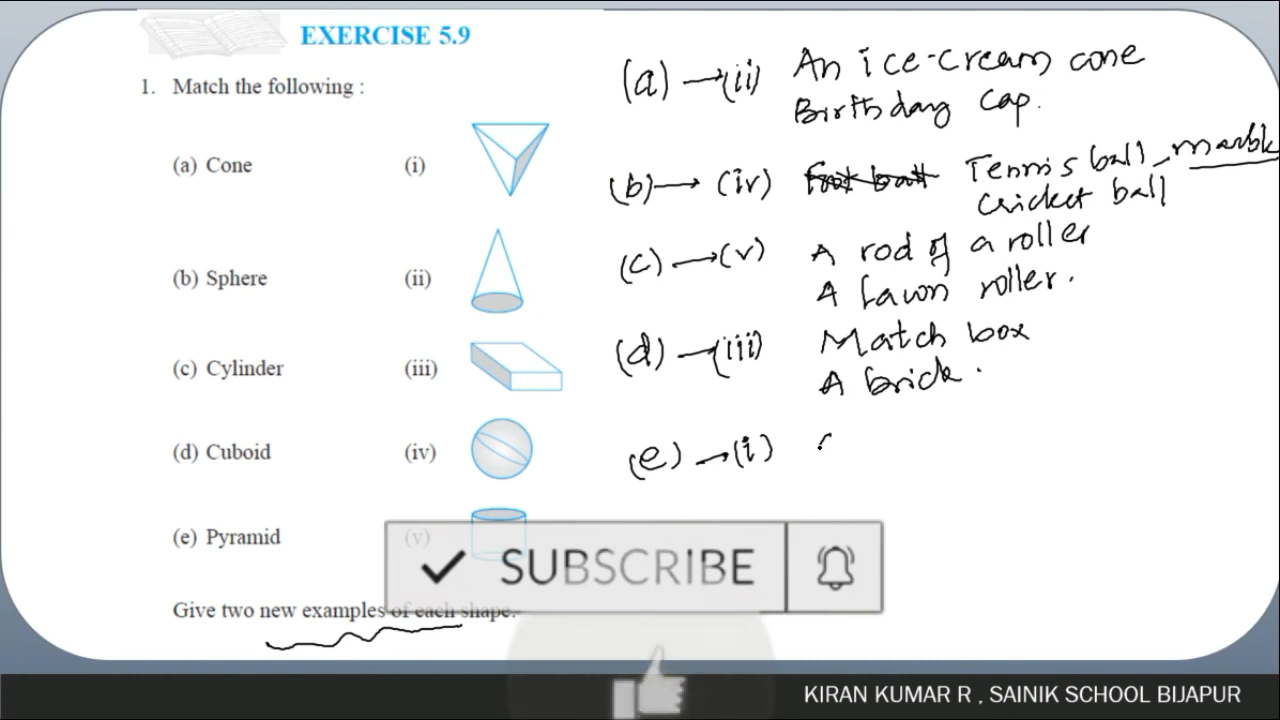 EXERCISE 5.9
1. Match the following :
(a) Cone (i)
(b) Sphere (ii)
(c) Cylinder (iii)
(d) Cuboid (iv)
(e) Pyramid (v)
Give two new examples of each shape.
(a) → (ii) An ice-cream cone
Birthday cap.
(b) → (iv) foot ball Tennis ball, marble
cricket ball
(c) → (v) A rod of a roller
A lawn roller.
(d) → (iii) Match box
A brick.
(e) → (i)
SUBSCRIBE
KIRAN KUMAR R , SAINIK SCHOOL BIJAPUR